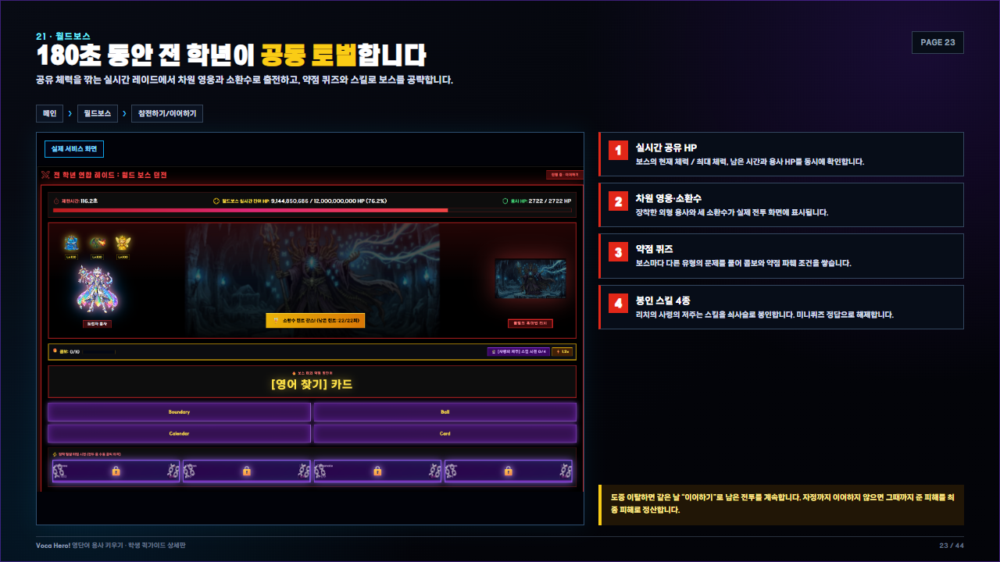 21 · 월드보스
180초 동안 전 학년이 공동 토벌합니다
PAGE 23
공유 체력을 깎는 실시간 레이드에서 차원 영웅과 소환수로 출전하고, 약점 퀴즈와 스킬로 보스를 공략합니다.
메인 › 월드보스 › 참전하기/이어하기
실제 서비스 화면
전 학년 연합 레이드 : 월드 보스 던전
제한시간: 116.2초
월드보스 실시간 잔여 HP: 9,144,850,686 / 12,000,000,000 HP (76.2%)
용사 HP: 2722 / 2722 HP
Lv.100 Lv.100 Lv.100
소환수 힌트 찬스! (남은 힌트: 22/22회)
콤보: 0/10
[사령의 저주] 스킬 시전 0/4
1.2x
[영어 찾기] 카드
Boundary
Ball
Calendar
Card
1
실시간 공유 HP
보스의 현재 체력 / 최대 체력, 남은 시간과 용사 HP를 동시에 확인합니다.
2
차원 영웅·소환수
장착한 외형 용사와 세 소환수가 실제 전투 화면에 표시됩니다.
3
약점 퀴즈
보스마다 다른 유형의 문제를 풀어 콤보와 약점 파훼 조건을 쌓습니다.
4
봉인 스킬 4종
리치의 사령의 저주는 스킬을 쇠사슬로 봉인합니다. 미니퀴즈 정답으로 해제합니다.
도중 이탈하면 같은 날 “이어하기”로 남은 전투를 계속합니다. 자정까지 이어하지 않으면 그때까지 준 피해를 최
종 피해로 정산합니다.
Voca Hero! 영단어 용사 키우기 · 학생 퀵가이드 상세판
23 / 44